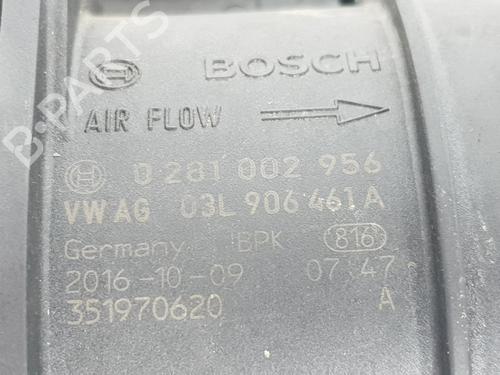 BOSCH
AIR FLOW
0 281 002 956
VW AG 03L 906 461 A
Germany BPK 816
2016-10-09 07:47
351970620 A
B-PARTS